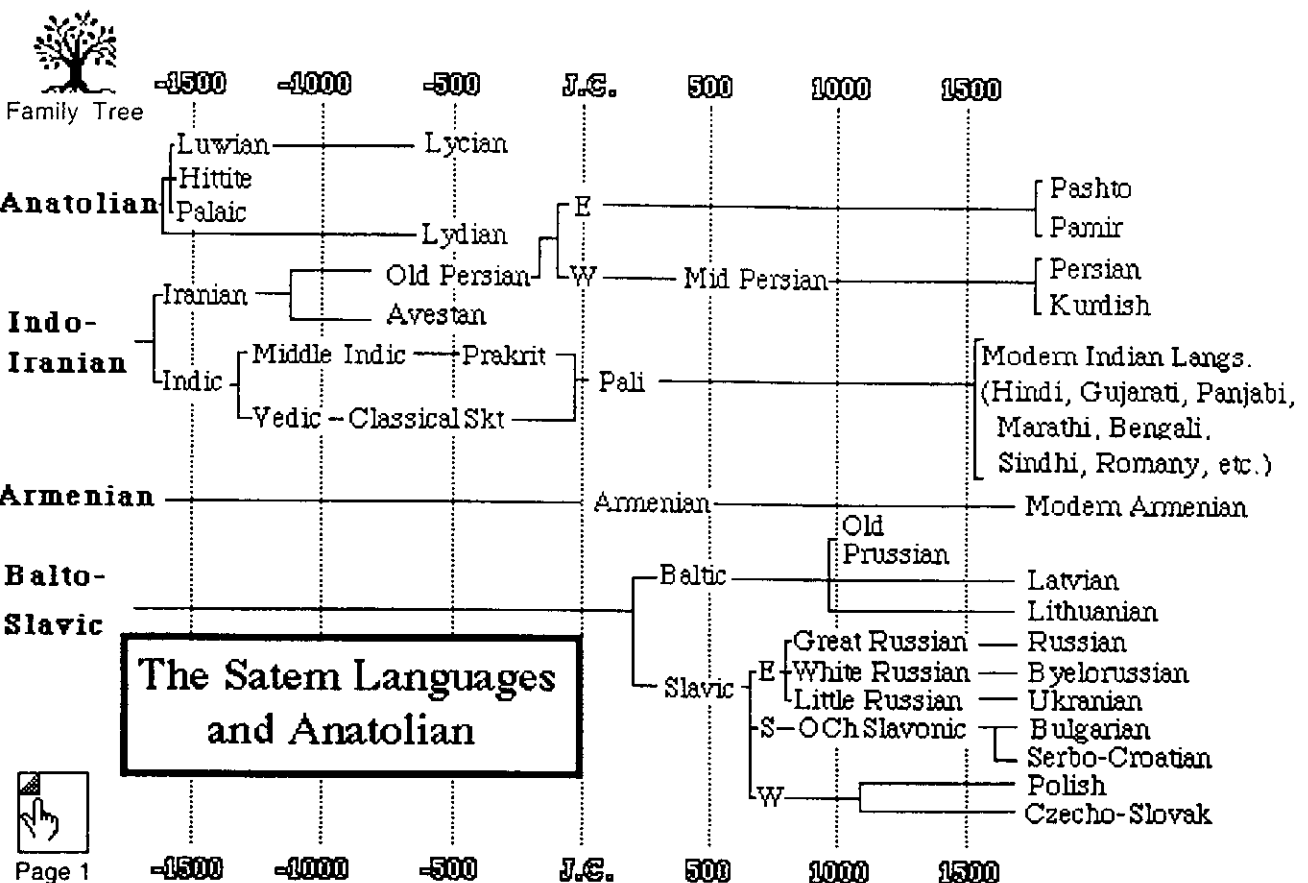 Family Tree
-1500 -1000 -500 J.C. 500 1000 1500
Luwian Lycian
Hittite
Anatolian
Palaic
Lydian
E
Pashto
Pamir
Old Persian
W Mid Persian
Persian
Kurdish
Iranian
Avestan
Indo-
Iranian
Middle Indic Prakrit
Indic
Pali
Vedic – Classical Skt
Modern Indian Langs.
(Hindi, Gujarati, Panjabi,
Marathi, Bengali,
Sindhi, Romany, etc.)
Armenian Armenian Modern Armenian
Balto-
Slavic
Baltic
Old
Prussian
Latvian
Lithuanian
Slavic
E
Great Russian Russian
White Russian Byelorussian
Little Russian Ukranian
S–OCh Slavonic Bulgarian
Serbo-Croatian
W
Polish
Czecho-Slovak
The Satem Languages
and Anatolian
Page 1
-1500 -1000 -500 J.C. 500 1000 1500